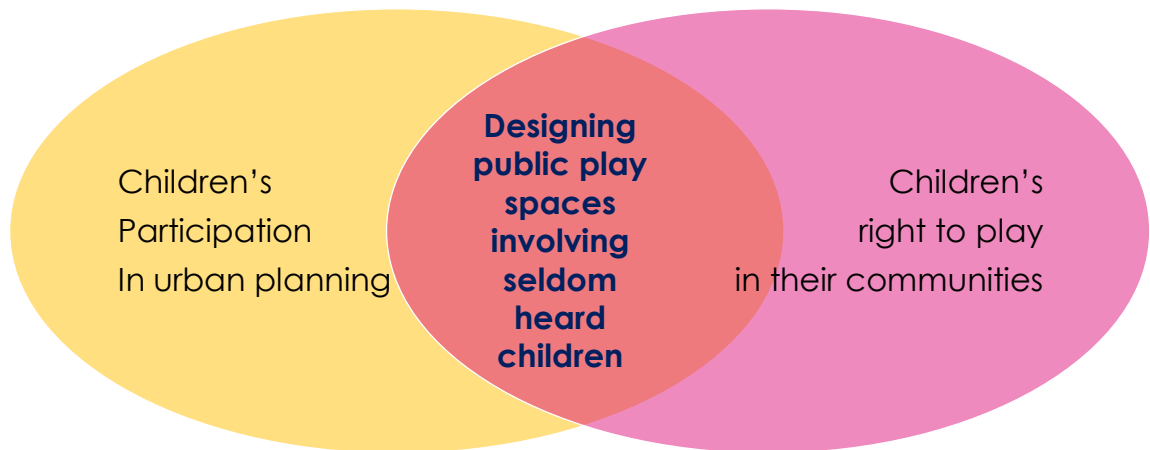 Children's
Participation
In urban planning
Designing
public play
spaces
involving
seldom
heard
children
Children's
right to play
in their communities